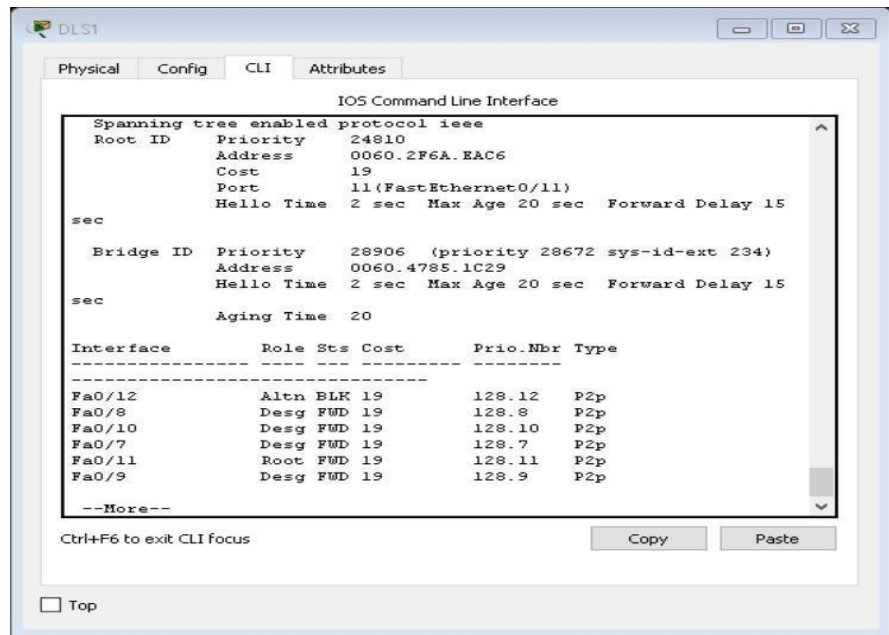 DLS1
Physical Config CLI Attributes
IOS Command Line Interface
Spanning tree enabled protocol ieee
Root ID Priority 24810
Address 0060.2F6A.EAC6
Cost 19
Port 11(FastEthernet0/11)
Hello Time 2 sec Max Age 20 sec Forward Delay 15
sec
Bridge ID Priority 28906 (priority 28672 sys-id-ext 234)
Address 0060.4785.1C29
Hello Time 2 sec Max Age 20 sec Forward Delay 15
sec
Aging Time 20
Interface Role Sts Cost Prio.Nbr Type
---------------- ---- --- --------- --------
--------------------------------
Fa0/12 Altn BLK 19 128.12 P2p
Fa0/8 Desg FWD 19 128.8 P2p
Fa0/10 Desg FWD 19 128.10 P2p
Fa0/7 Desg FWD 19 128.7 P2p
Fa0/11 Root FWD 19 128.11 P2p
Fa0/9 Desg FWD 19 128.9 P2p
--More--
Ctrl+F6 to exit CLI focus
Copy Paste
Top